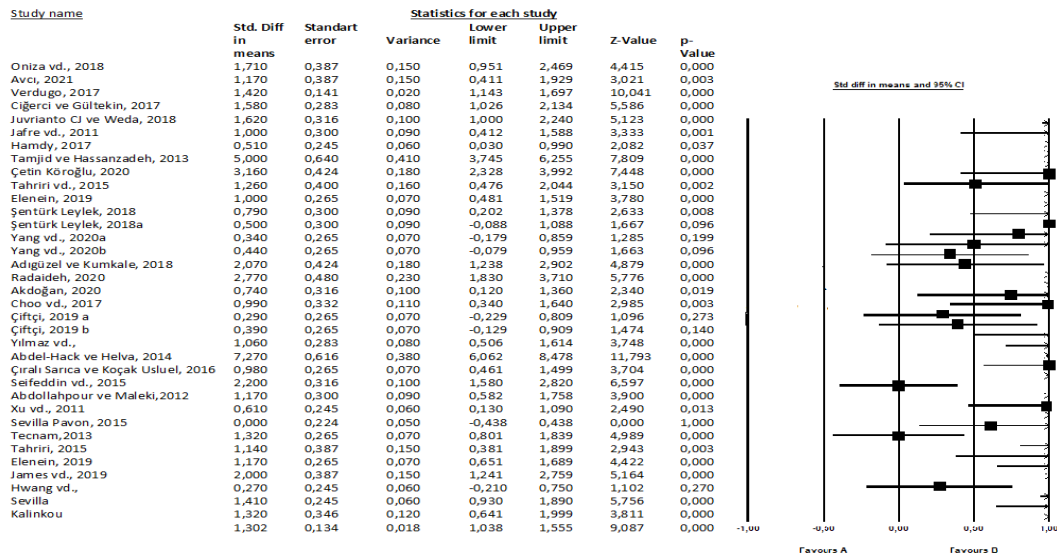 Study name Statistics for each study
Std. Diff in means Standart error Variance Lower limit Upper limit Z-Value p-Value
Oniza vd., 2018 1,710 0,387 0,150 0,951 2,469 4,415 0,000
Avcı, 2021 1,170 0,387 0,150 0,411 1,929 3,021 0,003
Verdugo, 2017 1,420 0,141 0,020 1,143 1,697 10,041 0,000
Ciğerci ve Gültekin, 2017 1,580 0,283 0,080 1,026 2,134 5,586 0,000
Juvrianto CJ ve Weda, 2018 1,620 0,316 0,100 1,000 2,240 5,123 0,000
Jafre vd., 2011 1,000 0,300 0,090 0,412 1,588 3,333 0,001
Hamdy, 2017 0,510 0,245 0,060 0,030 0,990 2,082 0,037
Tamjid ve Hassanzadeh, 2013 5,000 0,640 0,410 3,745 6,255 7,809 0,000
Çetin Köroğlu, 2020 3,160 0,424 0,180 2,328 3,992 7,448 0,000
Tahriri vd., 2015 1,260 0,400 0,160 0,476 2,044 3,150 0,002
Elenein, 2019 1,000 0,265 0,070 0,481 1,519 3,780 0,000
Şentürk Leylek, 2018 0,790 0,300 0,090 0,202 1,378 2,633 0,008
Şentürk Leylek, 2018a 0,500 0,300 0,090 -0,088 1,088 1,667 0,096
Yang vd., 2020a 0,340 0,265 0,070 -0,179 0,859 1,285 0,199
Yang vd., 2020b 0,440 0,265 0,070 -0,079 0,959 1,663 0,096
Adıgüzel ve Kumkale, 2018 2,070 0,424 0,180 1,238 2,902 4,879 0,000
Radaideh, 2020 2,770 0,480 0,230 1,830 3,710 5,776 0,000
Akdoğan, 2020 0,740 0,316 0,100 0,120 1,360 2,340 0,019
Choo vd., 2017 0,990 0,332 0,110 0,340 1,640 2,985 0,003
Çiftçi, 2019 a 0,290 0,265 0,070 -0,229 0,809 1,096 0,273
Çiftçi, 2019 b 0,390 0,265 0,070 -0,129 0,909 1,474 0,140
Yılmaz vd., 1,060 0,283 0,080 0,506 1,614 3,748 0,000
Abdel-Hack ve Helva, 2014 7,270 0,616 0,380 6,062 8,478 11,793 0,000
Çıralı Sarıca ve Koçak Usluel, 2016 0,980 0,265 0,070 0,461 1,499 3,704 0,000
Seifeddin vd., 2015 2,200 0,316 0,100 1,580 2,820 6,597 0,000
Abdollahpour ve Maleki,2012 1,170 0,300 0,090 0,582 1,758 3,900 0,000
Xu vd., 2011 0,610 0,245 0,060 0,130 1,090 2,490 0,013
Sevilla Pavon, 2015 0,000 0,224 0,050 -0,438 0,438 0,000 1,000
Tecnam,2013 1,320 0,265 0,070 0,801 1,839 4,989 0,000
Tahriri, 2015 1,140 0,387 0,150 0,381 1,899 2,943 0,003
Elenein, 2019 1,170 0,265 0,070 0,651 1,689 4,422 0,000
James vd., 2019 2,000 0,387 0,150 1,241 2,759 5,164 0,000
Hwang vd., 0,270 0,245 0,060 -0,210 0,750 1,102 0,270
Sevilla 1,410 0,245 0,060 0,930 1,890 5,756 0,000
Kalinkou 1,320 0,346 0,120 0,641 1,999 3,811 0,000
1,302 0,134 0,018 1,038 1,555 9,087 0,000
Std diff in means and 95% CI
-1,00 -0,50 0,00 0,50 1,00
Favours A